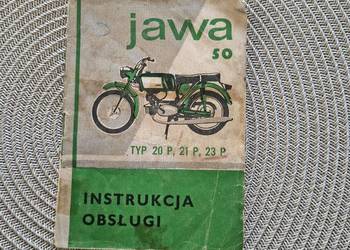 jawa
50
TYP 20 P, 21 P, 23 P
INSTRUKCJA
OBSŁUGI